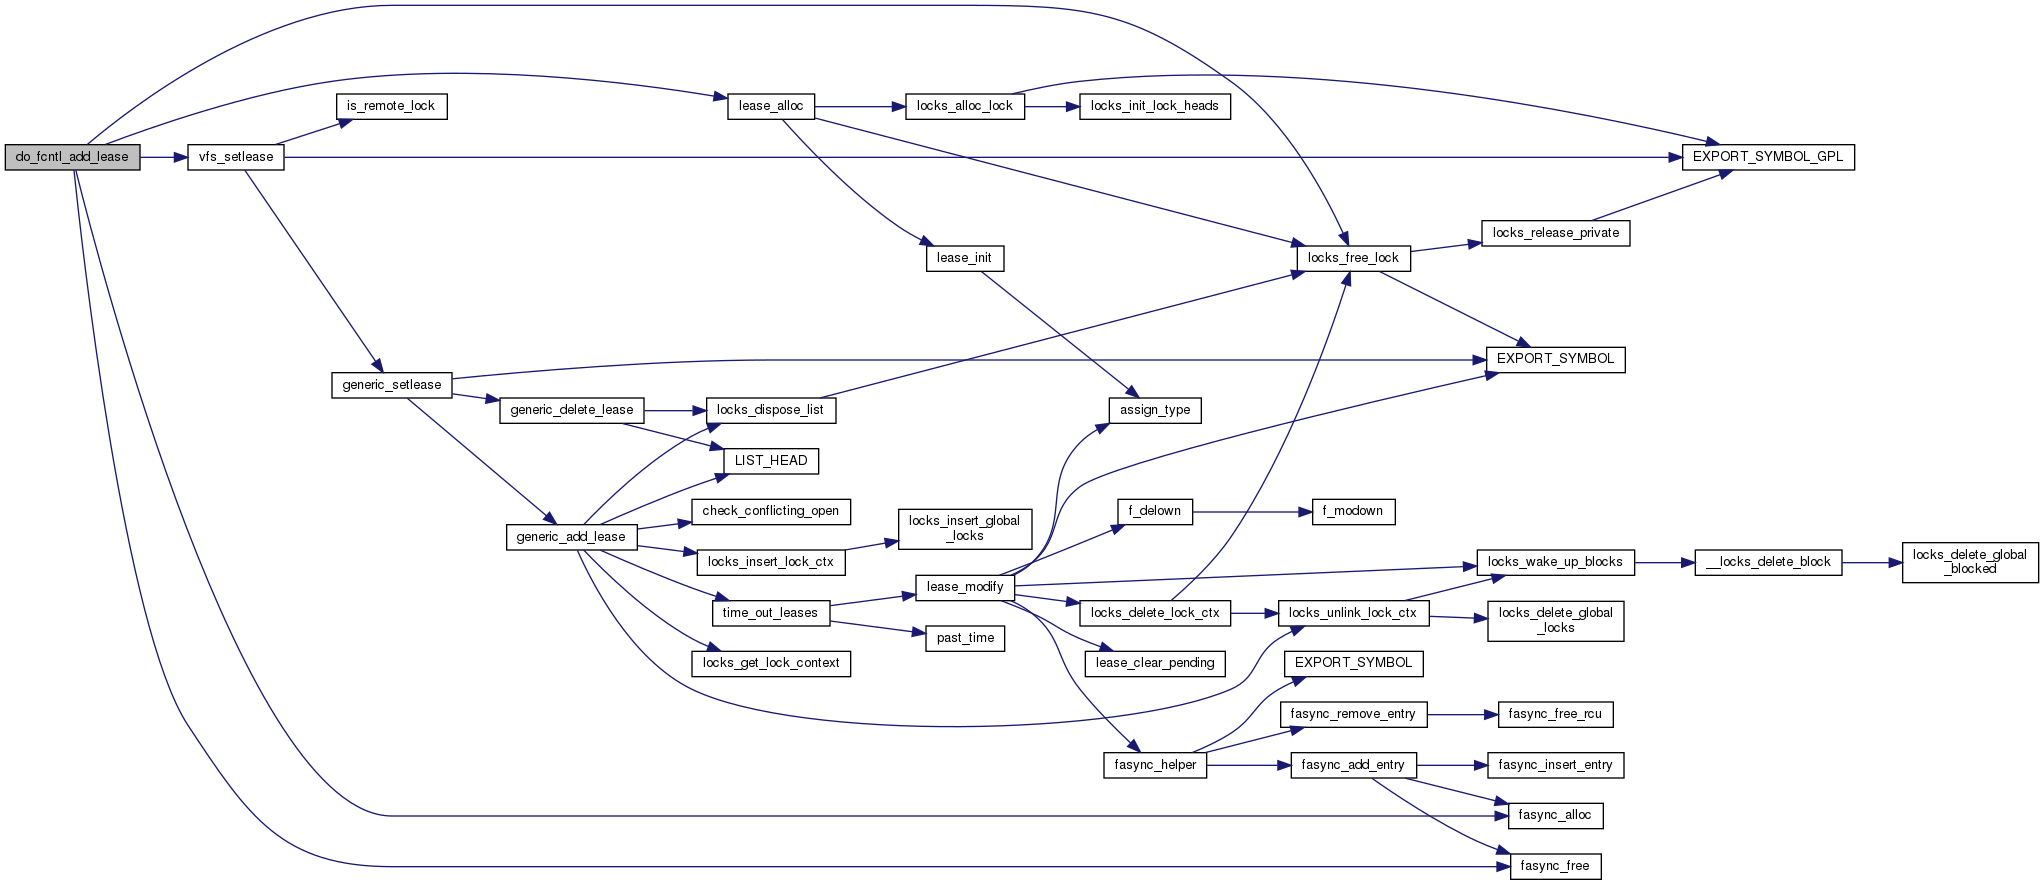 do_fcntl_add_lease
vfs_setlease
is_remote_lock
generic_setlease
generic_delete_lease
generic_add_lease
lease_alloc
locks_dispose_list
LIST_HEAD
check_conflicting_open
locks_insert_lock_ctx
time_out_leases
locks_get_lock_context
locks_alloc_lock
lease_init
locks_insert_global
_locks
lease_modify
past_time
locks_init_lock_heads
assign_type
f_delown
locks_delete_lock_ctx
lease_clear_pending
fasync_helper
locks_free_lock
f_modown
locks_unlink_lock_ctx
EXPORT_SYMBOL
fasync_remove_entry
fasync_add_entry
locks_release_private
EXPORT_SYMBOL
locks_wake_up_blocks
locks_delete_global
_locks
fasync_free_rcu
fasync_insert_entry
fasync_alloc
fasync_free
EXPORT_SYMBOL_GPL
__locks_delete_block
locks_delete_global
_blocked